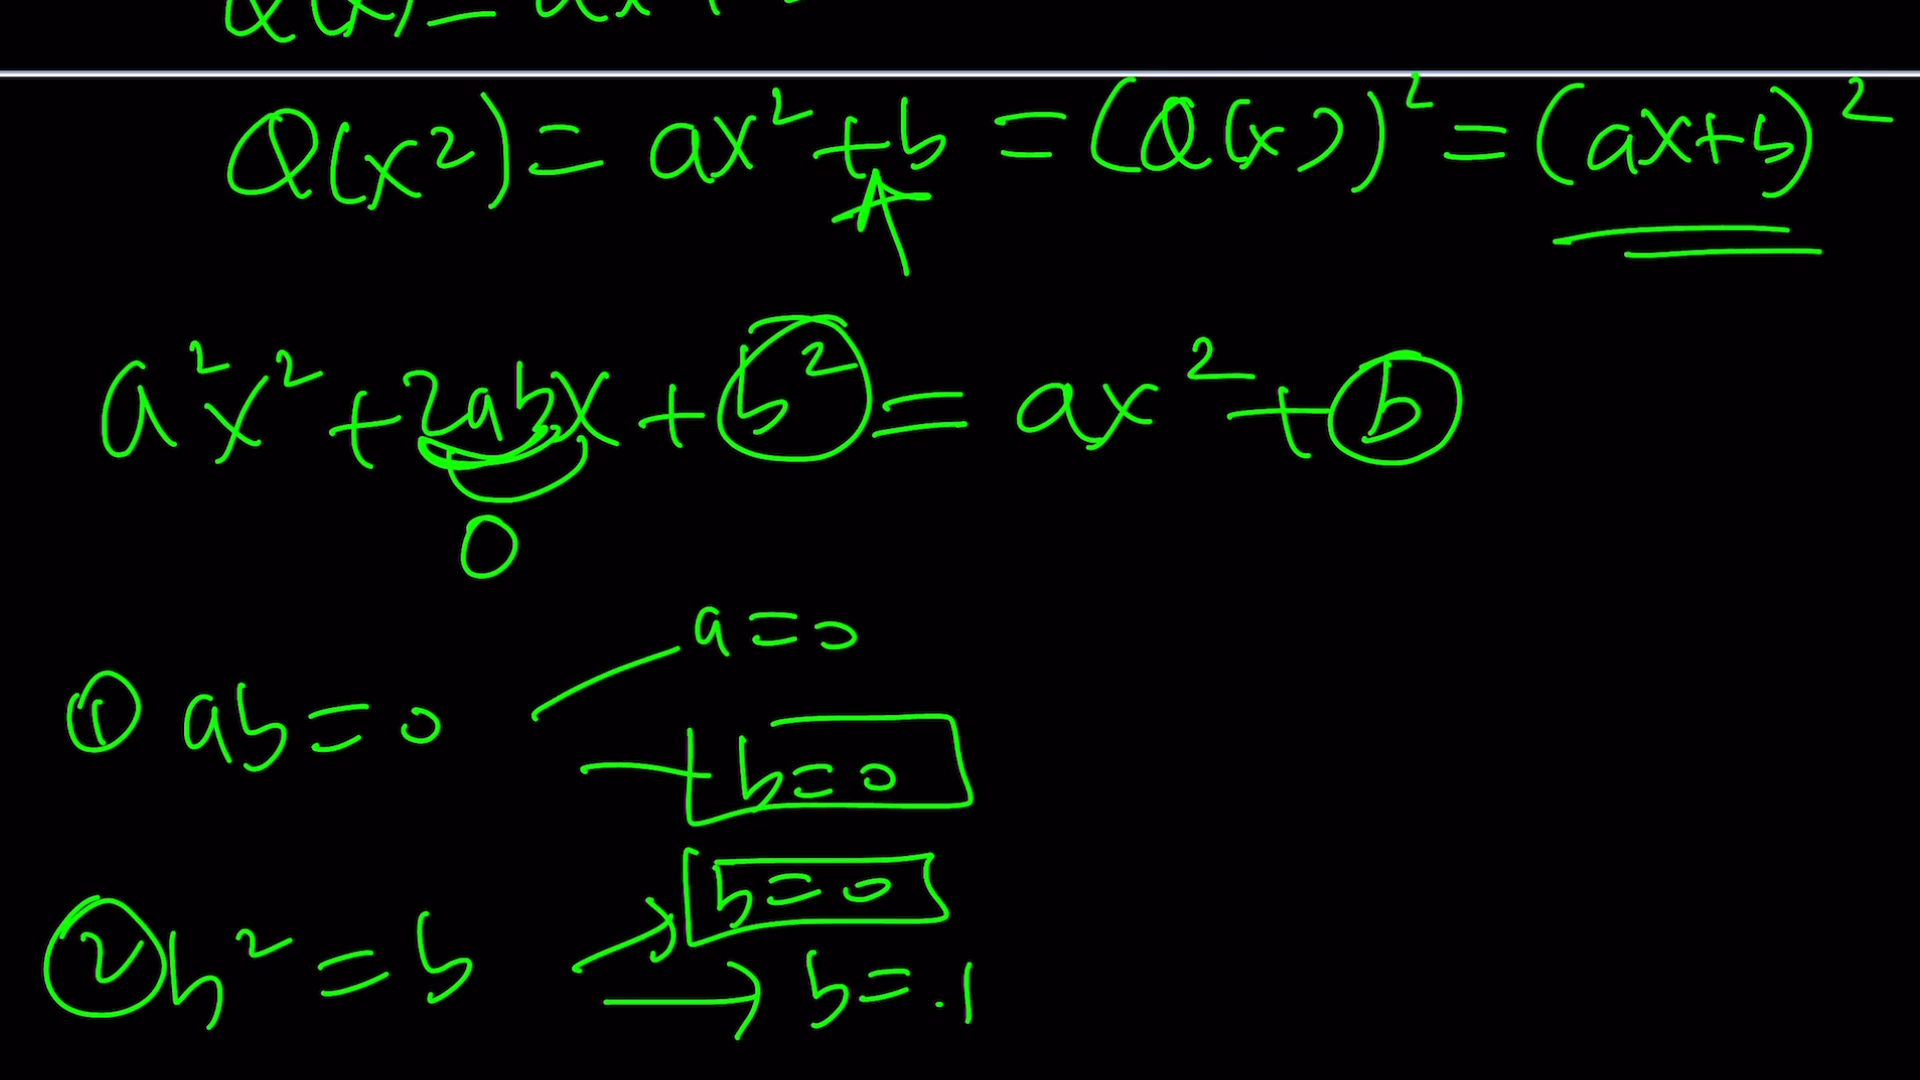 Q(x) = ax +
Q(x²) = ax² + b = (Q(x))² = (ax+b)²
a²x² + 2abx + b² = ax² + b
0
a = 0
① ab = 0
b = 0
b = 0
② b² = b
b = 1